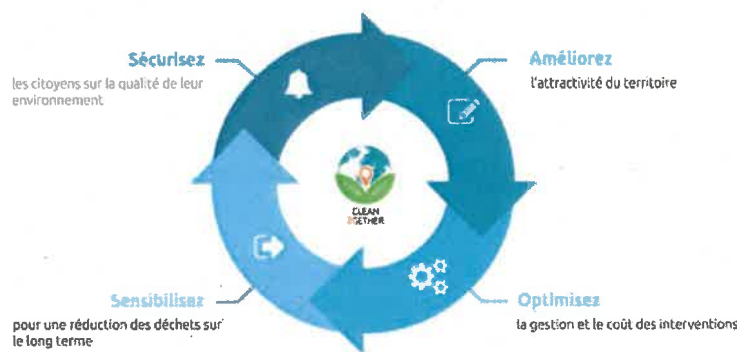 Sécurisez
les citoyens sur la qualité de leur
environnement
Améliorez
l'attractivité du territoire
CLEAN
2GETHER
Sensibilisez
pour une réduction des déchets sur
le long terme
Optimisez
la gestion et le coût des interventions